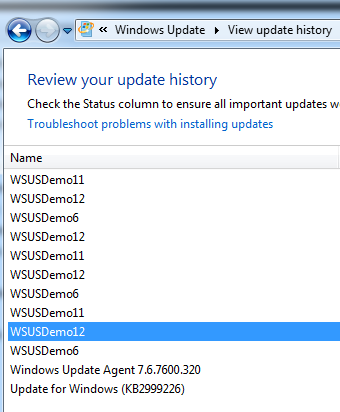 « Windows Update ▸ View update history
Review your update history
Check the Status column to ensure all important updates
Troubleshoot problems with installing updates
Name
WSUSDemo11
WSUSDemo12
WSUSDemo6
WSUSDemo12
WSUSDemo11
WSUSDemo12
WSUSDemo6
WSUSDemo11
WSUSDemo12
WSUSDemo6
Windows Update Agent 7.6.7600.320
Update for Windows (KB2999226)